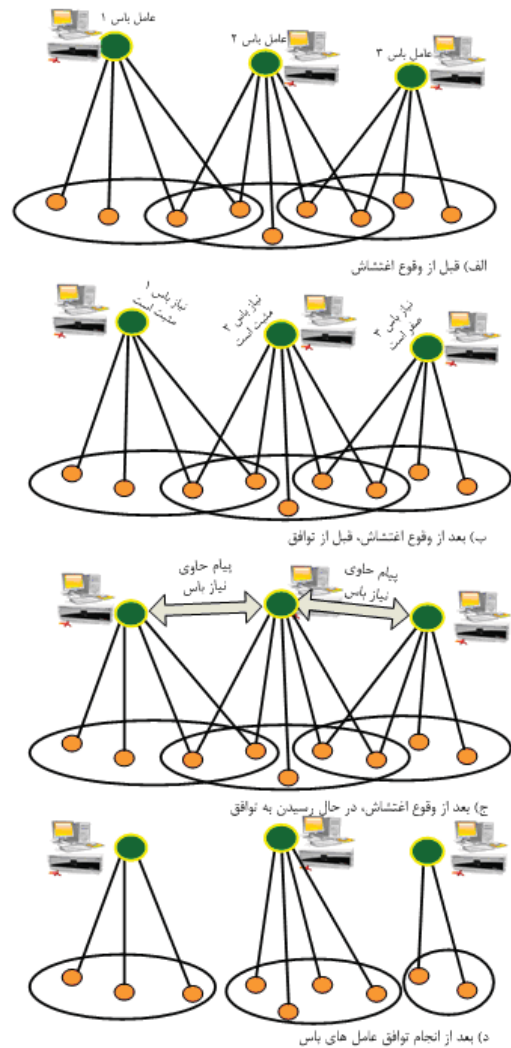 عامل باس ۱
عامل باس ۲
عامل باس ۳
الف) قبل از وقوع اغتشاش
نیاز باس ۱
مثبت است
نیاز باس ۲
مثبت است
نیاز باس ۳
صفر است
ب) بعد از وقوع اغتشاش، قبل از توافق
پیام حاوی
نیاز باس
پیام حاوی
نیاز باس
ج) بعد از وقوع اغتشاش، در حال رسیدن به توافق
د) بعد از انجام توافق عامل های باس